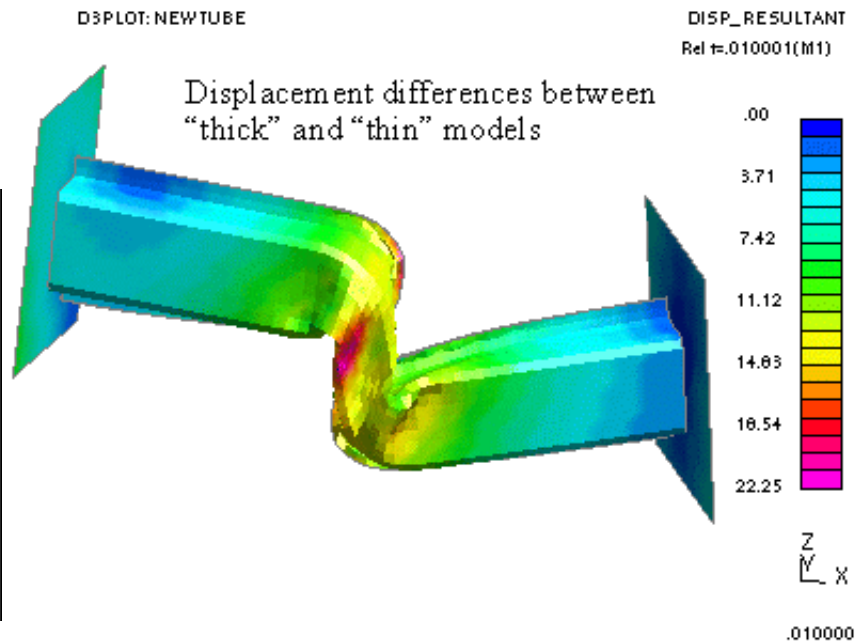 D3PLOT: NEWTUBE
DISP_RESULTANT
Rel t=.010001(M1)
Displacement differences between
“thick” and “thin” models
.00
3.71
7.42
11.12
14.83
18.54
22.25
Z
Y
X
.010000